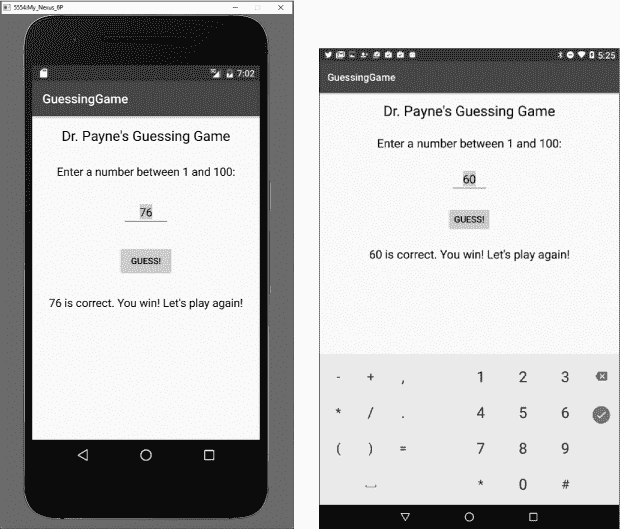 5554:My_Nexus_6P
7:02
GuessingGame
Dr. Payne's Guessing Game
Enter a number between 1 and 100:
76
GUESS!
76 is correct. You win! Let's play again!
5:25
GuessingGame
Dr. Payne's Guessing Game
Enter a number between 1 and 100:
60
GUESS!
60 is correct. You win! Let's play again!
- + , 1 2 3
* / . 4 5 6
( ) = 7 8 9
* 0 #